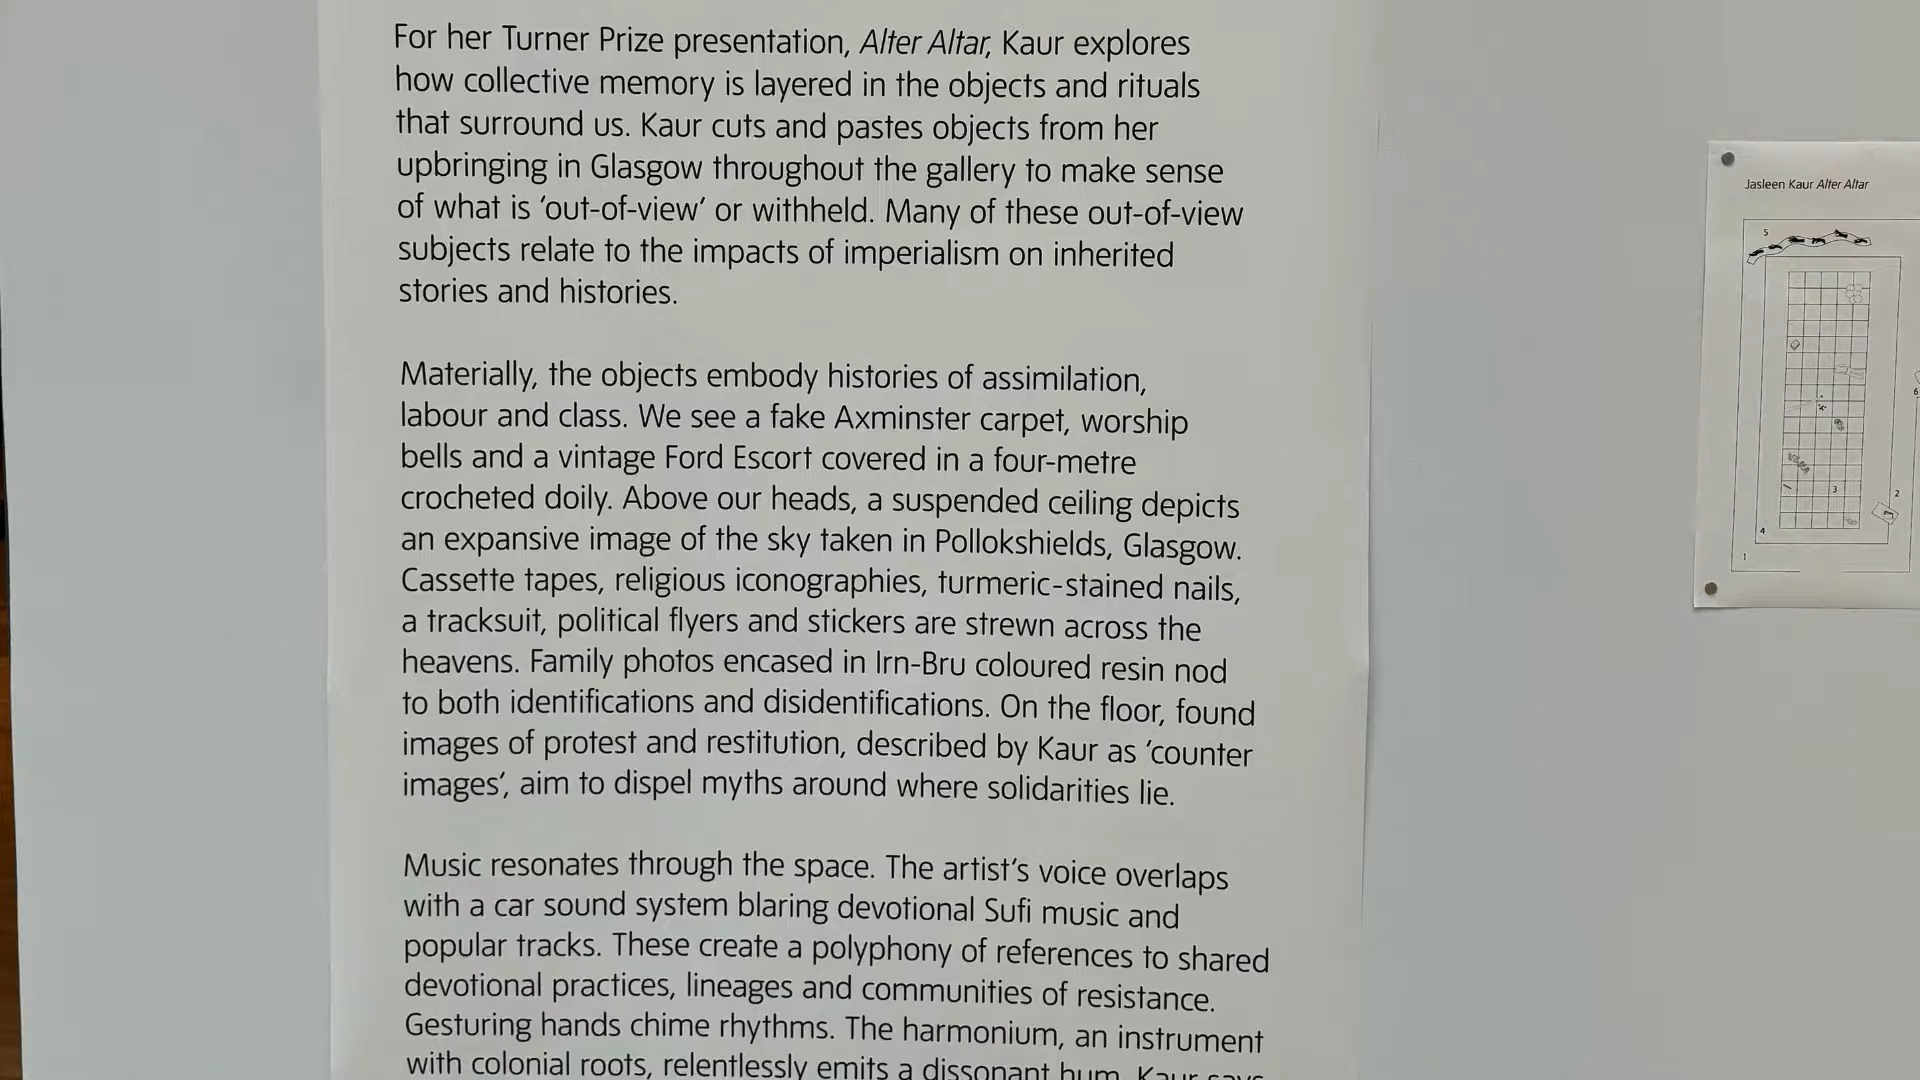 For her Turner Prize presentation, Alter Altar, Kaur explores
how collective memory is layered in the objects and rituals
that surround us. Kaur cuts and pastes objects from her
upbringing in Glasgow throughout the gallery to make sense
of what is ‘out-of-view’ or withheld. Many of these out-of-view
subjects relate to the impacts of imperialism on inherited
stories and histories.
Materially, the objects embody histories of assimilation,
labour and class. We see a fake Axminster carpet, worship
bells and a vintage Ford Escort covered in a four-metre
crocheted doily. Above our heads, a suspended ceiling depicts
an expansive image of the sky taken in Pollokshields, Glasgow.
Cassette tapes, religious iconographies, turmeric-stained nails,
a tracksuit, political flyers and stickers are strewn across the
heavens. Family photos encased in Irn-Bru coloured resin nod
to both identifications and disidentifications. On the floor, found
images of protest and restitution, described by Kaur as ‘counter
images’, aim to dispel myths around where solidarities lie.
Music resonates through the space. The artist’s voice overlaps
with a car sound system blaring devotional Sufi music and
popular tracks. These create a polyphony of references to shared
devotional practices, lineages and communities of resistance.
Gesturing hands chime rhythms. The harmonium, an instrument
with colonial roots, relentlessly emits a dissonant hum. Kaur says
Jasleen Kaur Alter Altar
5
6
3
2
4
1